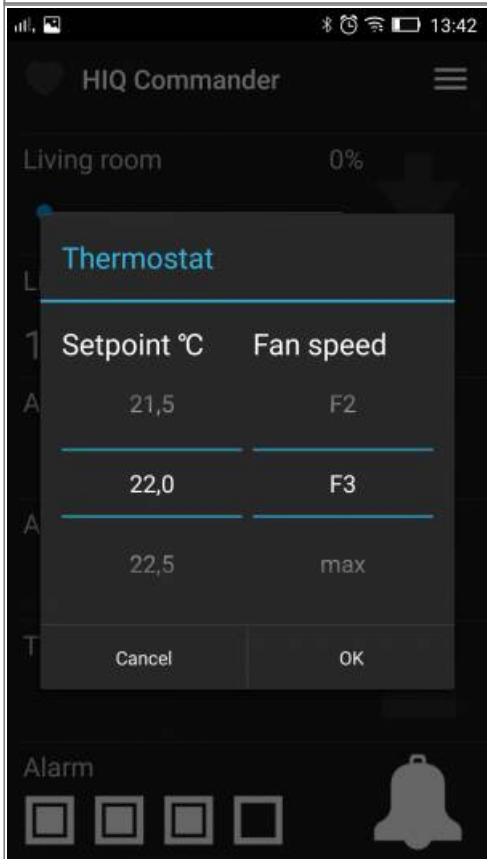 13:42
HIQ Commander
Living room 0%
Thermostat
Setpoint °C Fan speed
21,5 F2
22,0 F3
22,5 max
Cancel OK
Alarm